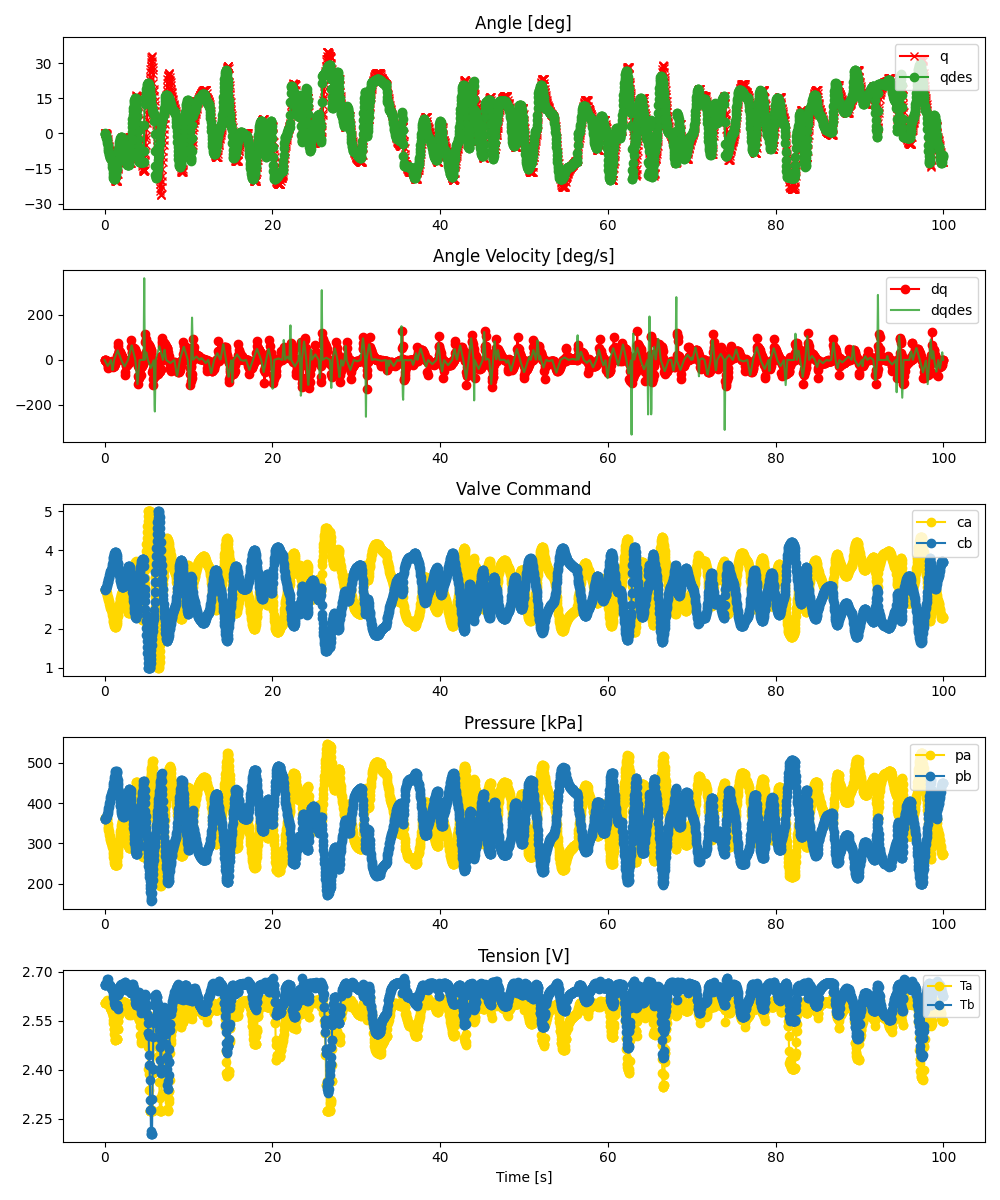 Angle [deg]
30
15
0
−15
−30
q
qdes
0 20 40 60 80 100
Angle Velocity [deg/s]
200
0
−200
dq
dqdes
0 20 40 60 80 100
Valve Command
5
4
3
2
1
ca
cb
0 20 40 60 80 100
Pressure [kPa]
500
400
300
200
pa
pb
0 20 40 60 80 100
Tension [V]
2.70
2.55
2.40
2.25
Ta
Tb
0 20 40 60 80 100
Time [s]